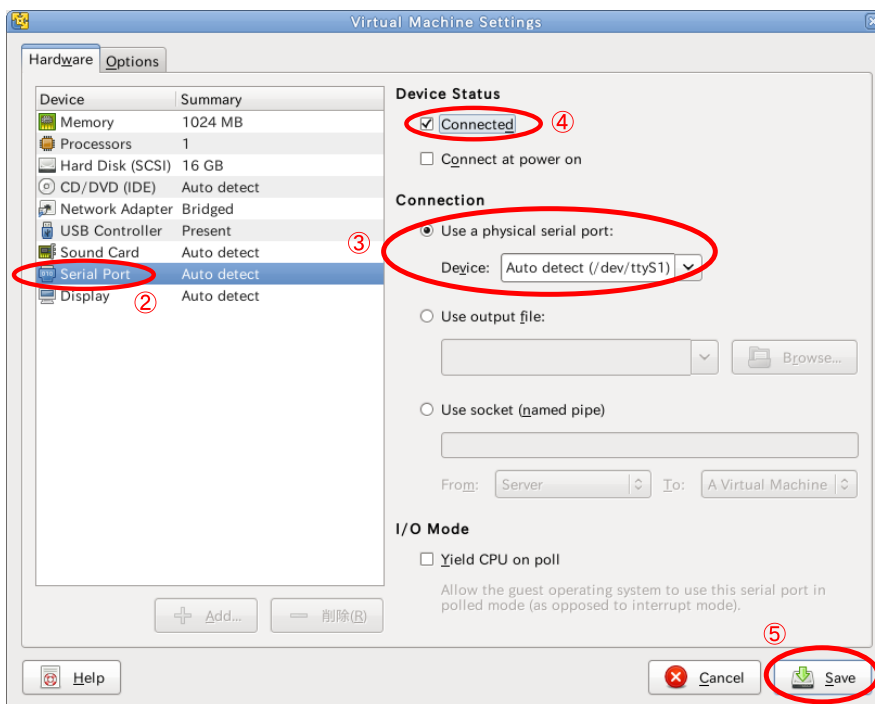 Virtual Machine Settings
Hardware Options
Device Summary
Memory 1024 MB
Processors 1
Hard Disk (SCSI) 16 GB
CD/DVD (IDE) Auto detect
Network Adapter Bridged
USB Controller Present
Sound Card Auto detect
Serial Port Auto detect
②
Display Auto detect
Add...
削除(R)
Device Status
Connected ④
Connect at power on
Connection
③
Use a physical serial port:
Device: Auto detect (/dev/ttyS1)
Use output file:
Browse...
Use socket (named pipe)
From: Server To: A Virtual Machine
I/O Mode
Yield CPU on poll
Allow the guest operating system to use this serial port in
polled mode (as opposed to interrupt mode).
⑤
Help Cancel Save